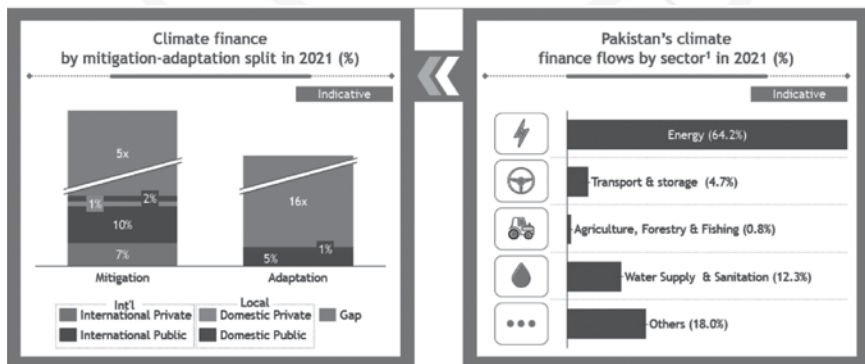 Climate finance
by mitigation-adaptation split in 2021 (%)
Indicative
5x
1%
2%
10%
7%
16x
5%
1%
Mitigation
Adaptation
Int'l
Local
International Private
Domestic Private
Gap
International Public
Domestic Public
Pakistan's climate
finance flows by sector¹ in 2021 (%)
Indicative
Energy (64.2%)
Transport & storage (4.7%)
Agriculture, Forestry & Fishing (0.8%)
Water Supply & Sanitation (12.3%)
Others (18.0%)